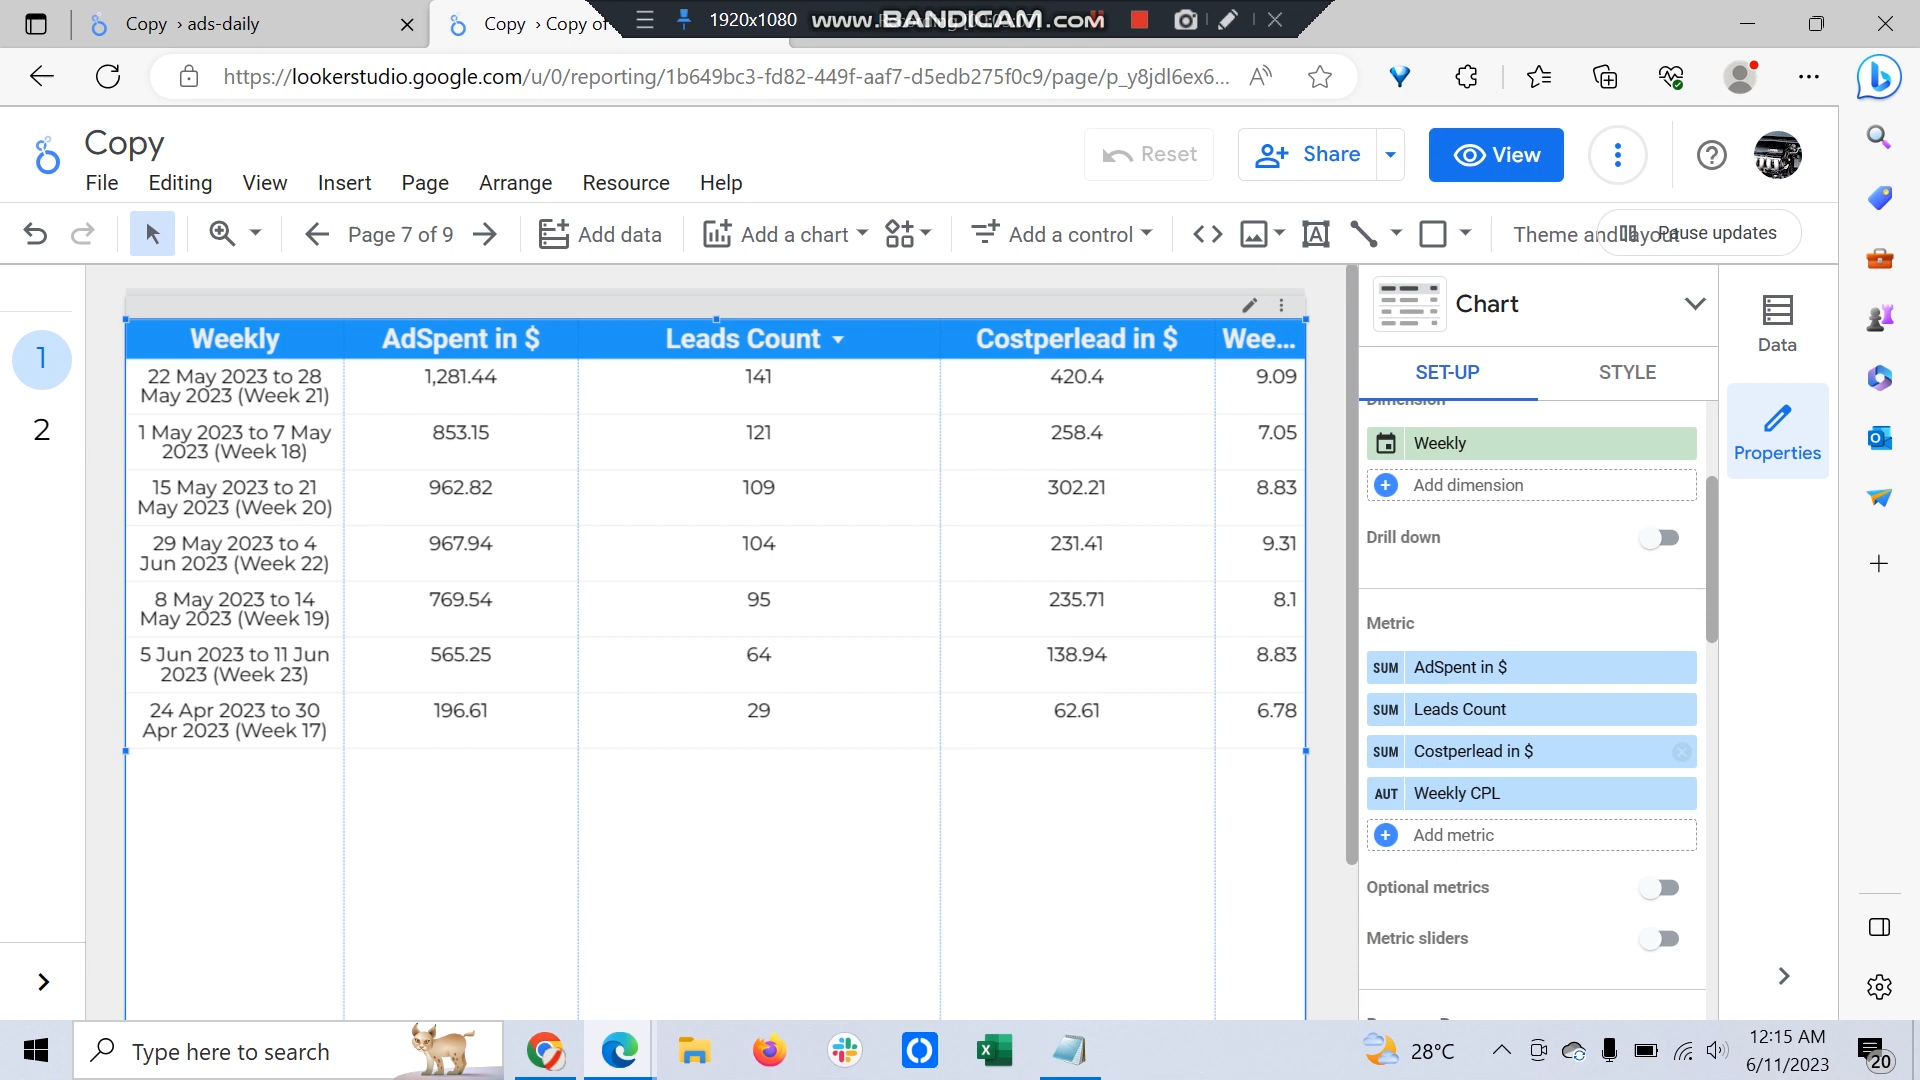 Copy › ads-daily
Copy › Copy of
1920x1080
www.BANDICAM.com
https://lookerstudio.google.com/u/0/reporting/1b649bc3-fd82-449f-aaf7-d5edb275f0c9/page/p_y8jdl6ex6...
Copy
Reset
Share
View
File Editing View Insert Page Arrange Resource Help
Page 7 of 9
Add data
Add a chart
Add a control
Theme and layout
Pause updates
1
2
Weekly AdSpent in $ Leads Count Costperlead in $ Wee...
22 May 2023 to 28
May 2023 (Week 21)
1,281.44 141 420.4 9.09
1 May 2023 to 7 May
2023 (Week 18)
853.15 121 258.4 7.05
15 May 2023 to 21
May 2023 (Week 20)
962.82 109 302.21 8.83
29 May 2023 to 4
Jun 2023 (Week 22)
967.94 104 231.41 9.31
8 May 2023 to 14
May 2023 (Week 19)
769.54 95 235.71 8.1
5 Jun 2023 to 11 Jun
2023 (Week 23)
565.25 64 138.94 8.83
24 Apr 2023 to 30
Apr 2023 (Week 17)
196.61 29 62.61 6.78
Chart
SET-UP STYLE
Dimension
Weekly
Add dimension
Drill down
Metric
SUM AdSpent in $
SUM Leads Count
SUM Costperlead in $
AUT Weekly CPL
Add metric
Optional metrics
Metric sliders
Data
Properties
Type here to search
28°C
12:15 AM
6/11/2023
20